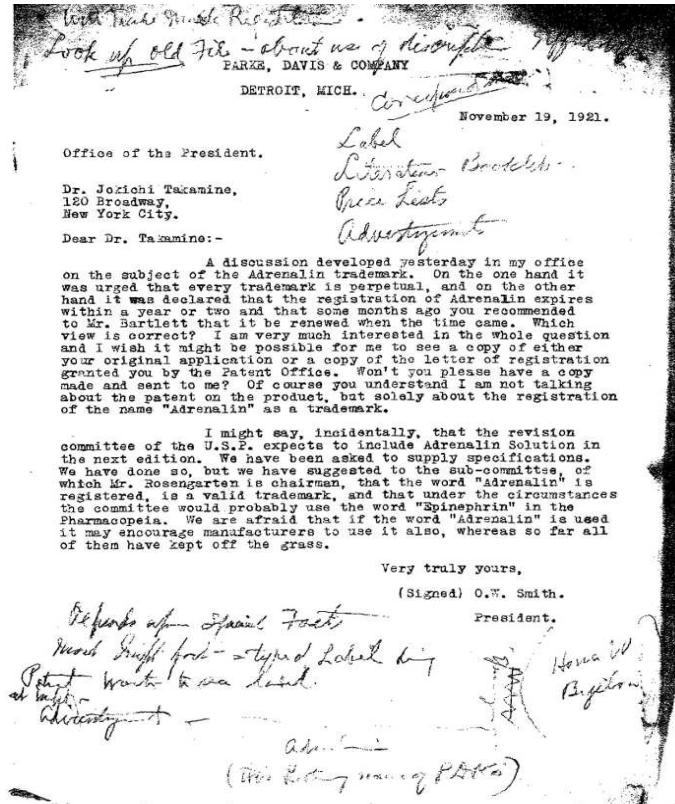 Look up old File - about use of
PARKE, DAVIS & COMPANY
DETROIT, MICH.
November 19, 1921.
Label
Office of the President.
Literature Booklets -
Dr. Jokichi Takamine,
120 Broadway,
New York City.
Price Lists
Advertisements
Dear Dr. Takamine:-
A discussion developed yesterday in my office
on the subject of the Adrenalin trademark. On the one hand it
was urged that every trademark is perpetual, and on the other
hand it was declared that the registration of Adrenalin expires
within a year or two and that some months ago you recommended
to Mr. Bartlett that it be renewed when the time came. Which
view is correct? I am very much interested in the whole question
and I wish it might be possible for me to see a copy of either
your original application or a copy of the letter of registration
granted you by the Patent Office. Won't you please have a copy
made and sent to me? Of course you understand I am not talking
about the patent on the product, but solely about the registration
of the name "Adrenalin" as a trademark.
I might say, incidentally, that the revision
committee of the U.S.P. expects to include Adrenalin Solution in
the next edition. We have been asked to supply specifications.
We have done so, but we have suggested to the sub-committee, of
which Mr. Rosengarten is chairman, that the word "Adrenalin" is
registered, is a valid trademark, and that under the circumstances
the committee would probably use the word "Epinephrin" in the
Pharmacopeia. We are afraid that if the word "Adrenalin" is used
it may encourage manufacturers to use it also, whereas so far all
of them have kept off the grass.
Very truly yours,
(Signed) O.W. Smith.
President.
Depends upon Special Facts
Label
Patent